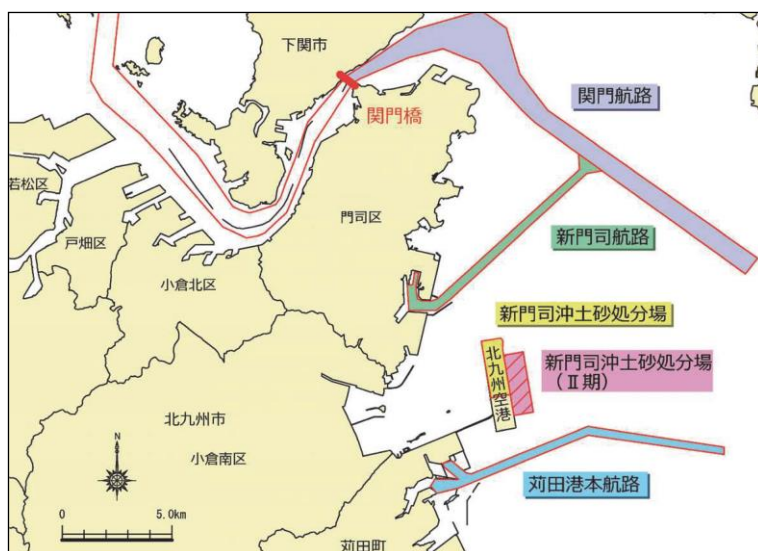 下関市
関門航路
関門橋
若松区
門司区
戸畑区
新門司航路
小倉北区
新門司沖土砂処分場
北九州空港
新門司沖土砂処分場
(Ⅱ期)
北九州市
小倉南区
N
苅田港本航路
0 5.0km
苅田町